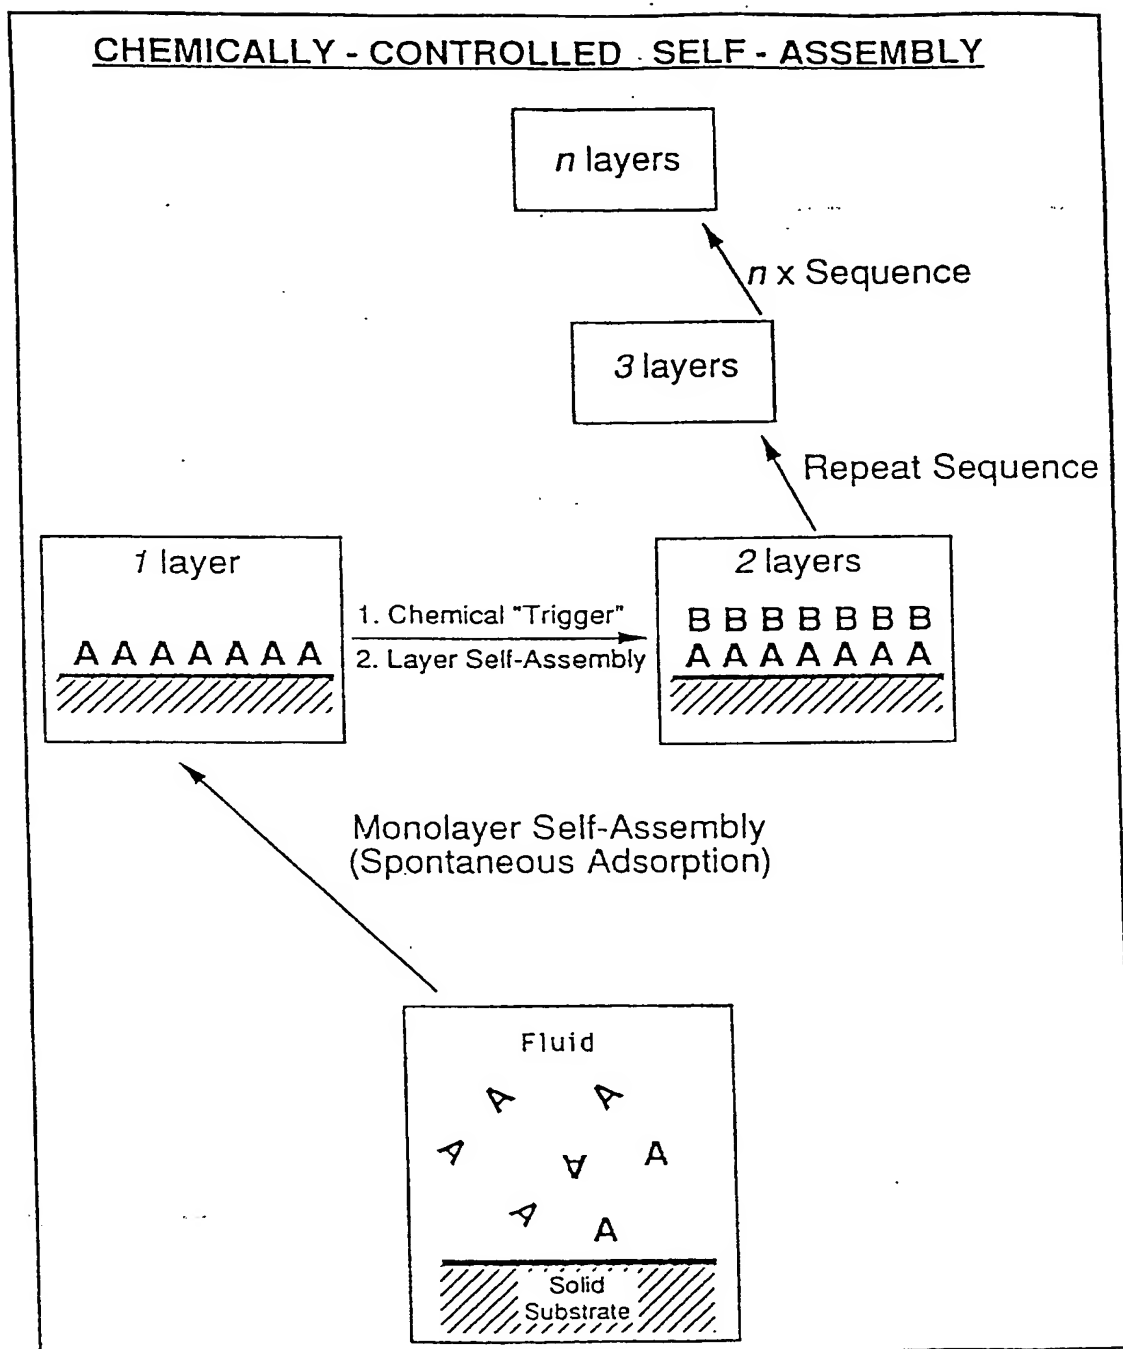 CHEMICALLY - CONTROLLED SELF - ASSEMBLY
n layers
n x Sequence
3 layers
Repeat Sequence
1 layer
A A A A A A A
1. Chemical "Trigger"
2. Layer Self-Assembly
2 layers
B B B B B B B
A A A A A A A
Monolayer Self-Assembly
(Spontaneous Adsorption)
Fluid
A A
A A A
A A
Solid
Substrate